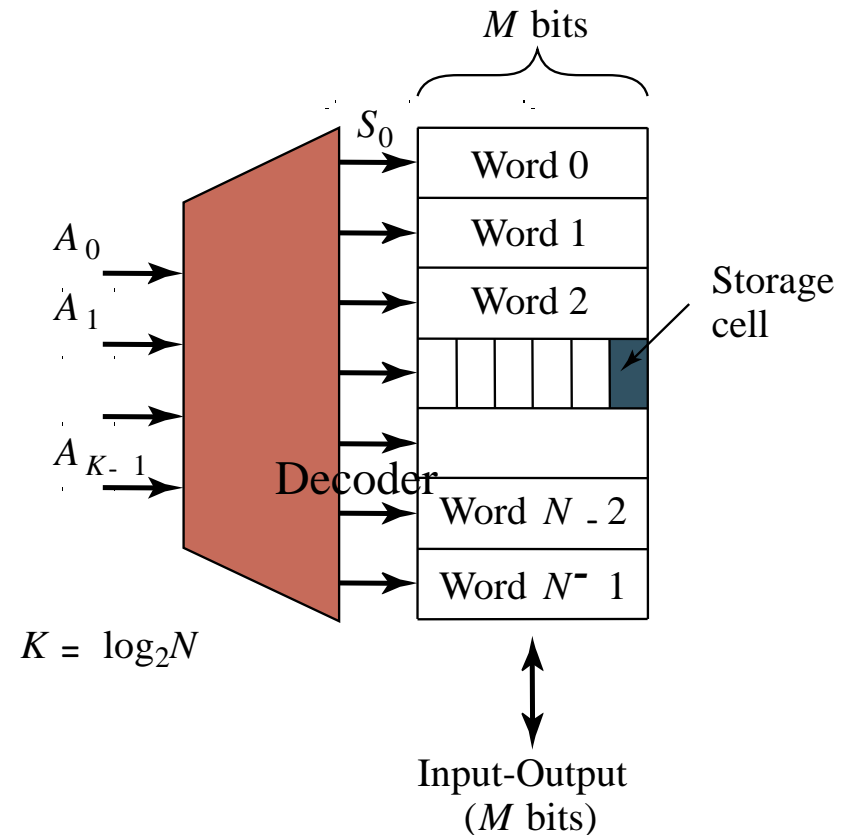 M bits
S0
Word 0
A0
Word 1
Storage
cell
A1
Word 2
AK- 1
Decoder
Word N - 2
Word N- 1
K = log2N
Input-Output
(M bits)